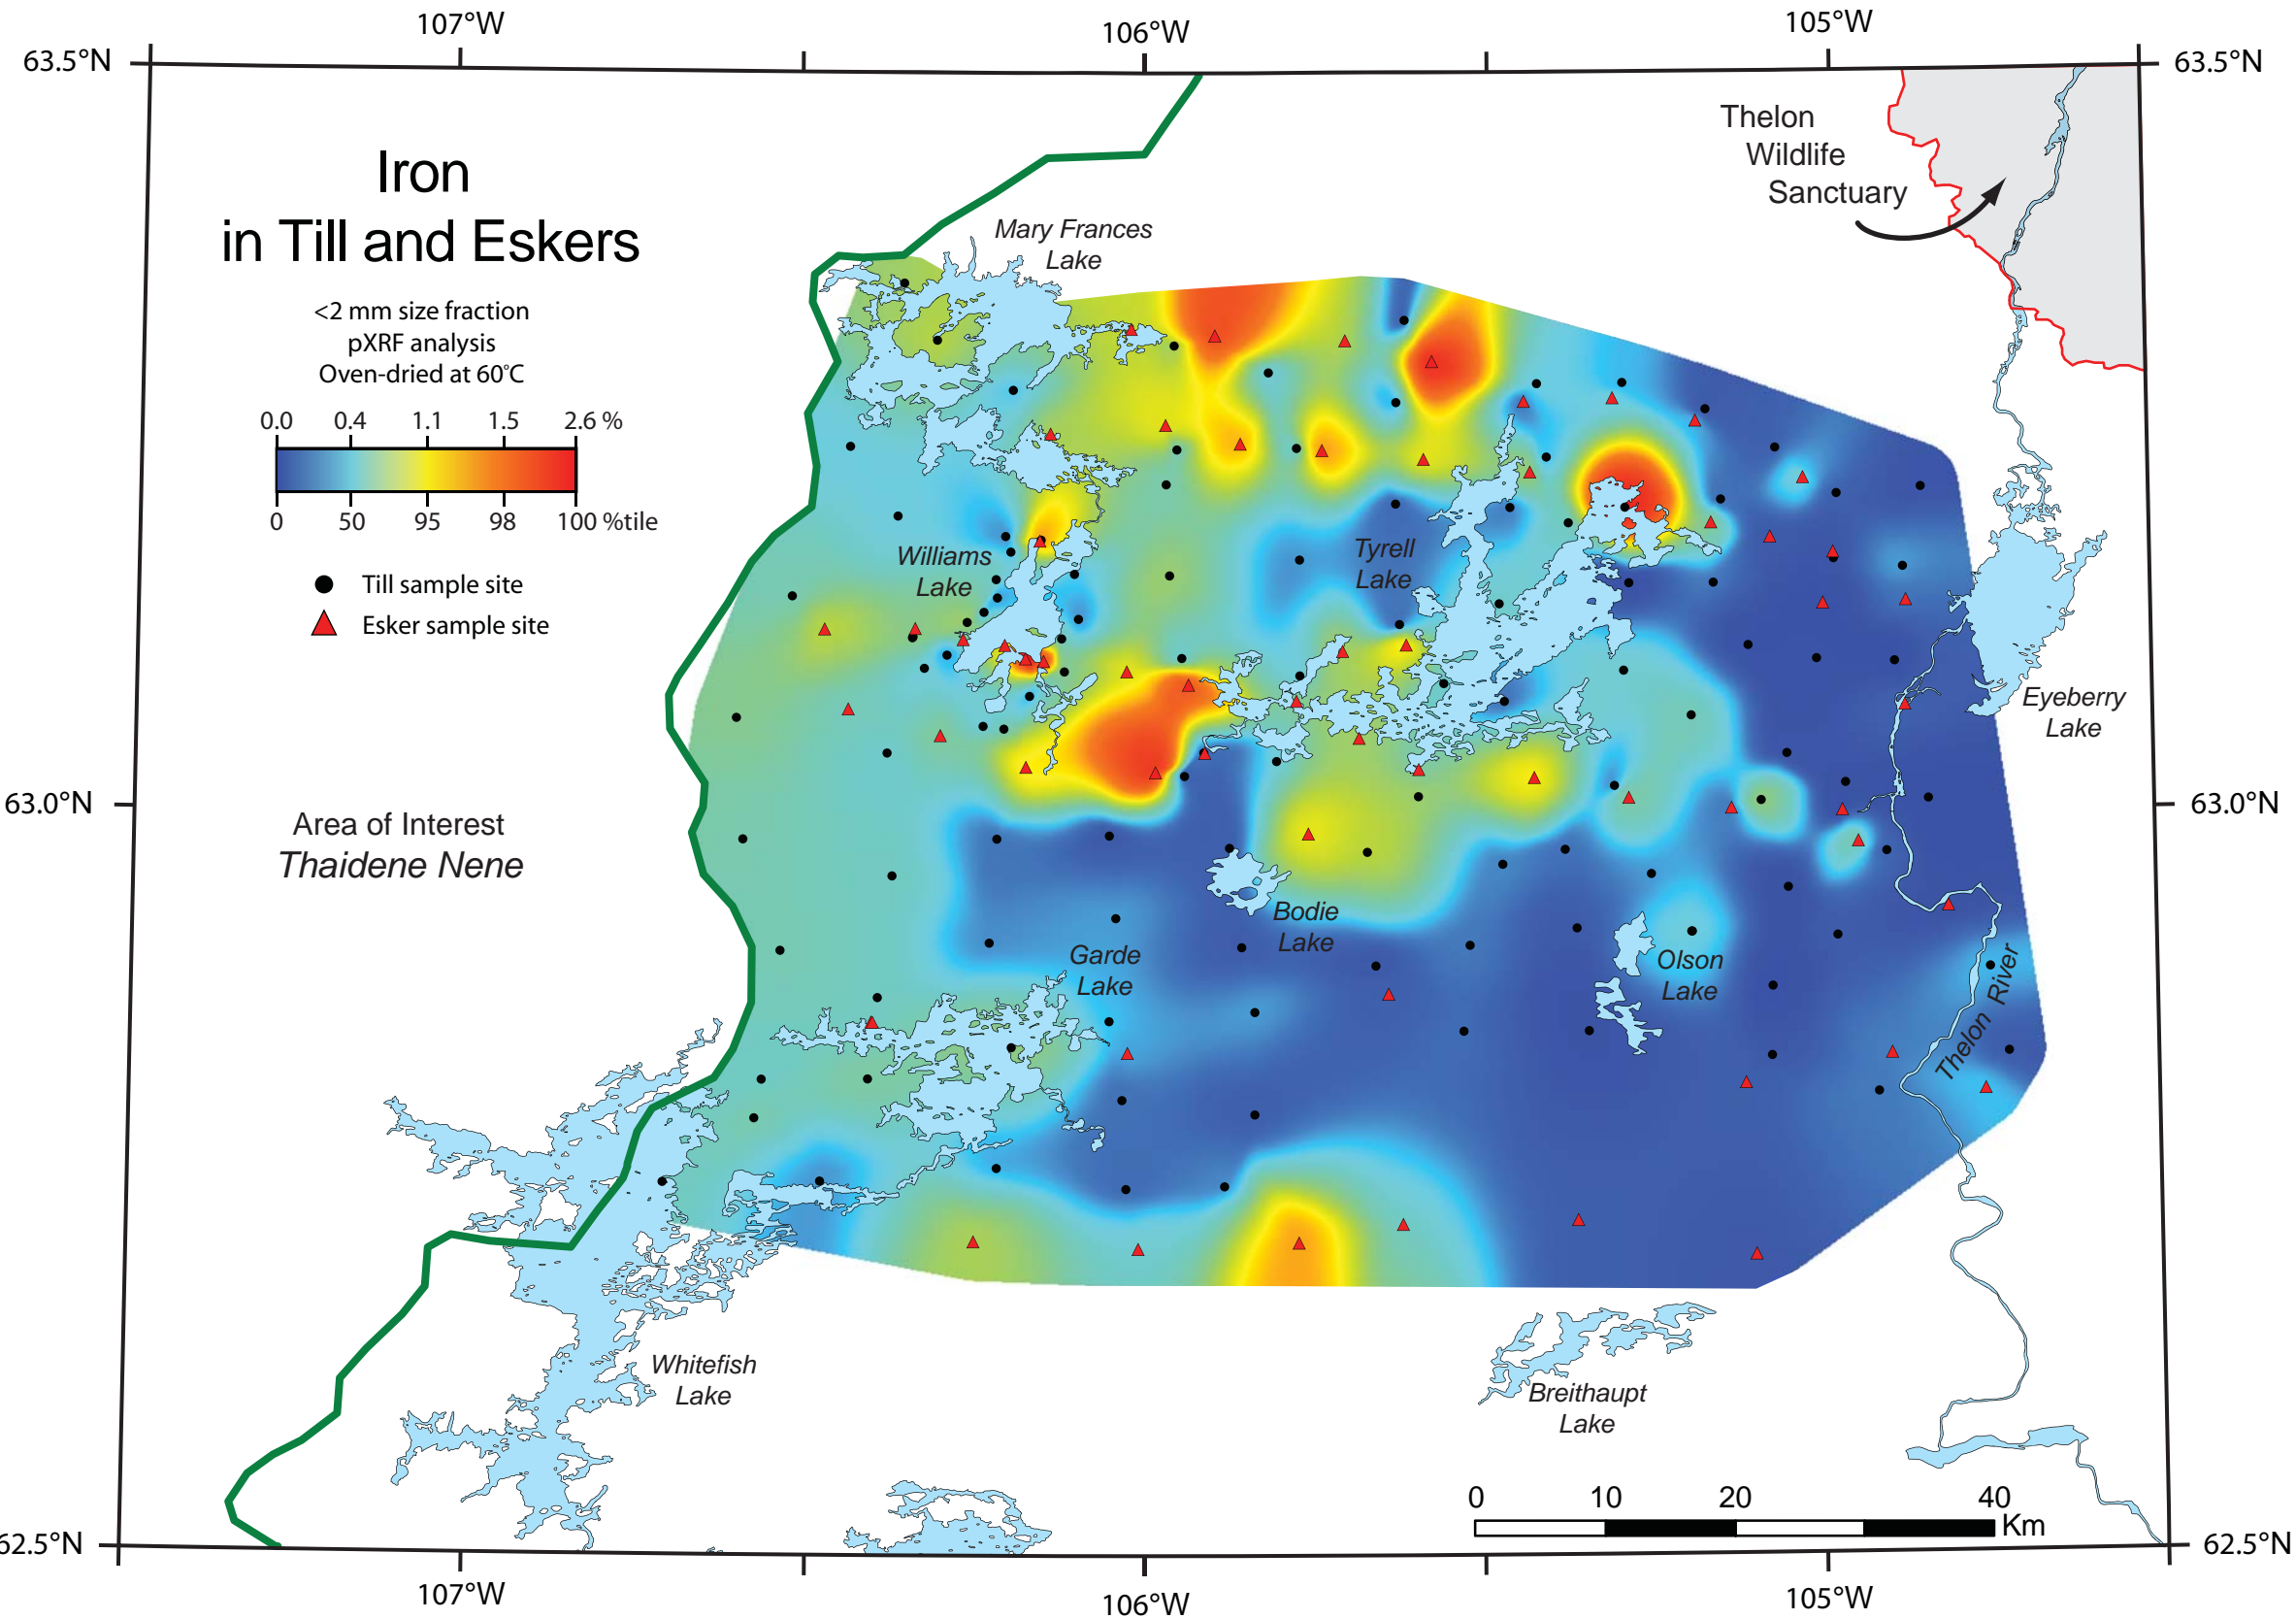 107°W
106°W
105°W
63.5°N
63.5°N
Thelon
Wildlife
Sanctuary
Iron
in Till and Eskers
<2 mm size fraction
pXRF analysis
Oven-dried at 60°C
0.0 0.4 1.1 1.5 2.6 %
0 50 95 98 100 %tile
Till sample site
Esker sample site
Mary Frances
Lake
Williams
Lake
Tyrell
Lake
Eyeberry
Lake
63.0°N
63.0°N
Area of Interest
Thaidene Nene
Bodie
Lake
Garde
Lake
Olson
Lake
Thelon River
Whitefish
Lake
Breithaupt
Lake
0 10 20 40
Km
62.5°N
62.5°N
107°W
106°W
105°W